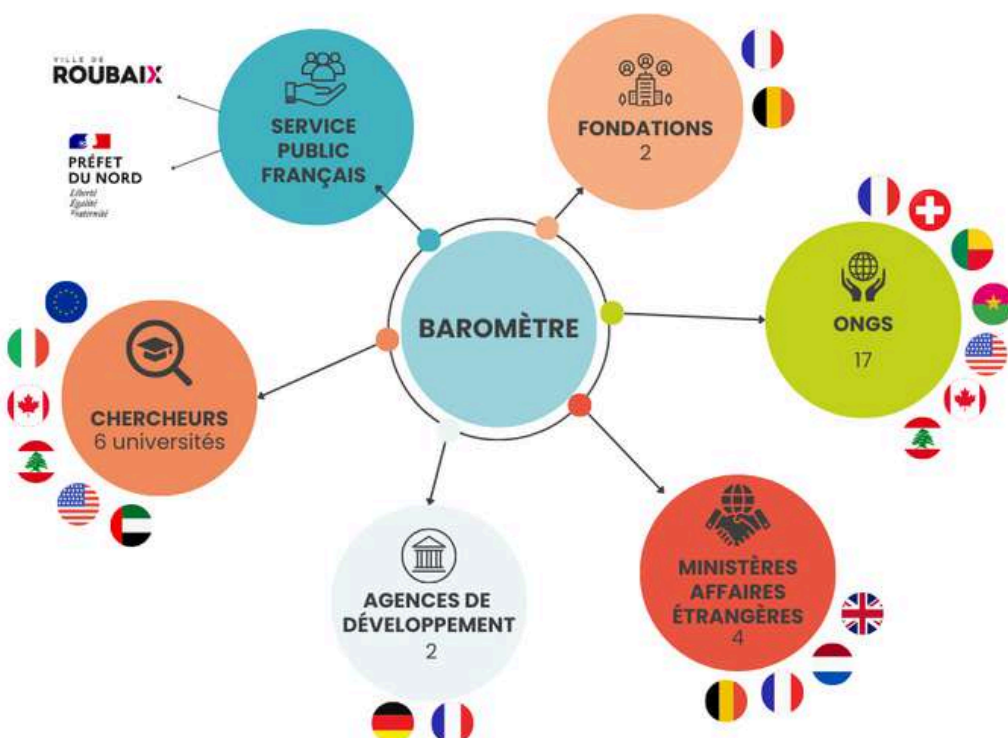 VILLE DE
ROUBAIX
PRÉFET
DU NORD
Liberté
Égalité
Fraternité
SERVICE
PUBLIC
FRANÇAIS
FONDATIONS
2
BAROMÈTRE
ONGS
17
CHERCHEURS
6 universités
AGENCES DE
DÉVELOPPEMENT
2
MINISTÈRES
AFFAIRES
ÉTRANGÈRES
4